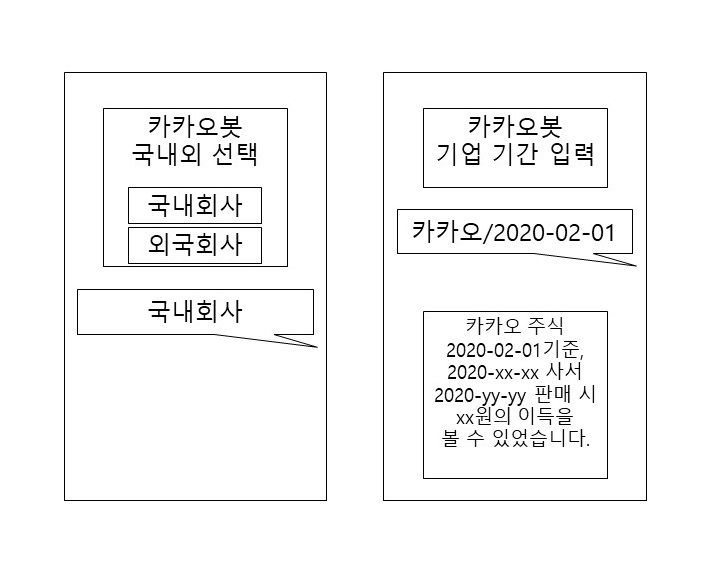 카카오봇
국내외 선택
국내회사
외국회사
국내회사
카카오봇
기업 기간 입력
카카오/2020-02-01
카카오 주식
2020-02-01기준,
2020-xx-xx 사서
2020-yy-yy 판매 시
xx원의 이득을
볼 수 있었습니다.